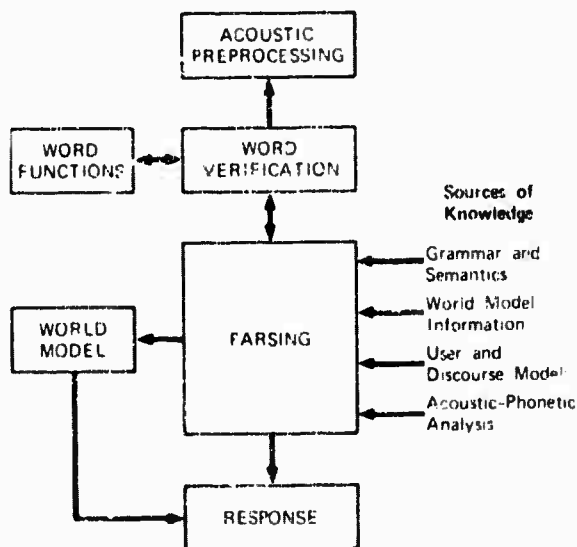 ACOUSTIC
PREPROCESSING
WORD
FUNCTIONS
WORD
VERIFICATION
Sources of
Knowledge
Grammar and
Semantics
World Model
Information
User and
Discourse Model
Acoustic-Phonetic
Analysis
WORLD
MODEL
PARSING
RESPONSE